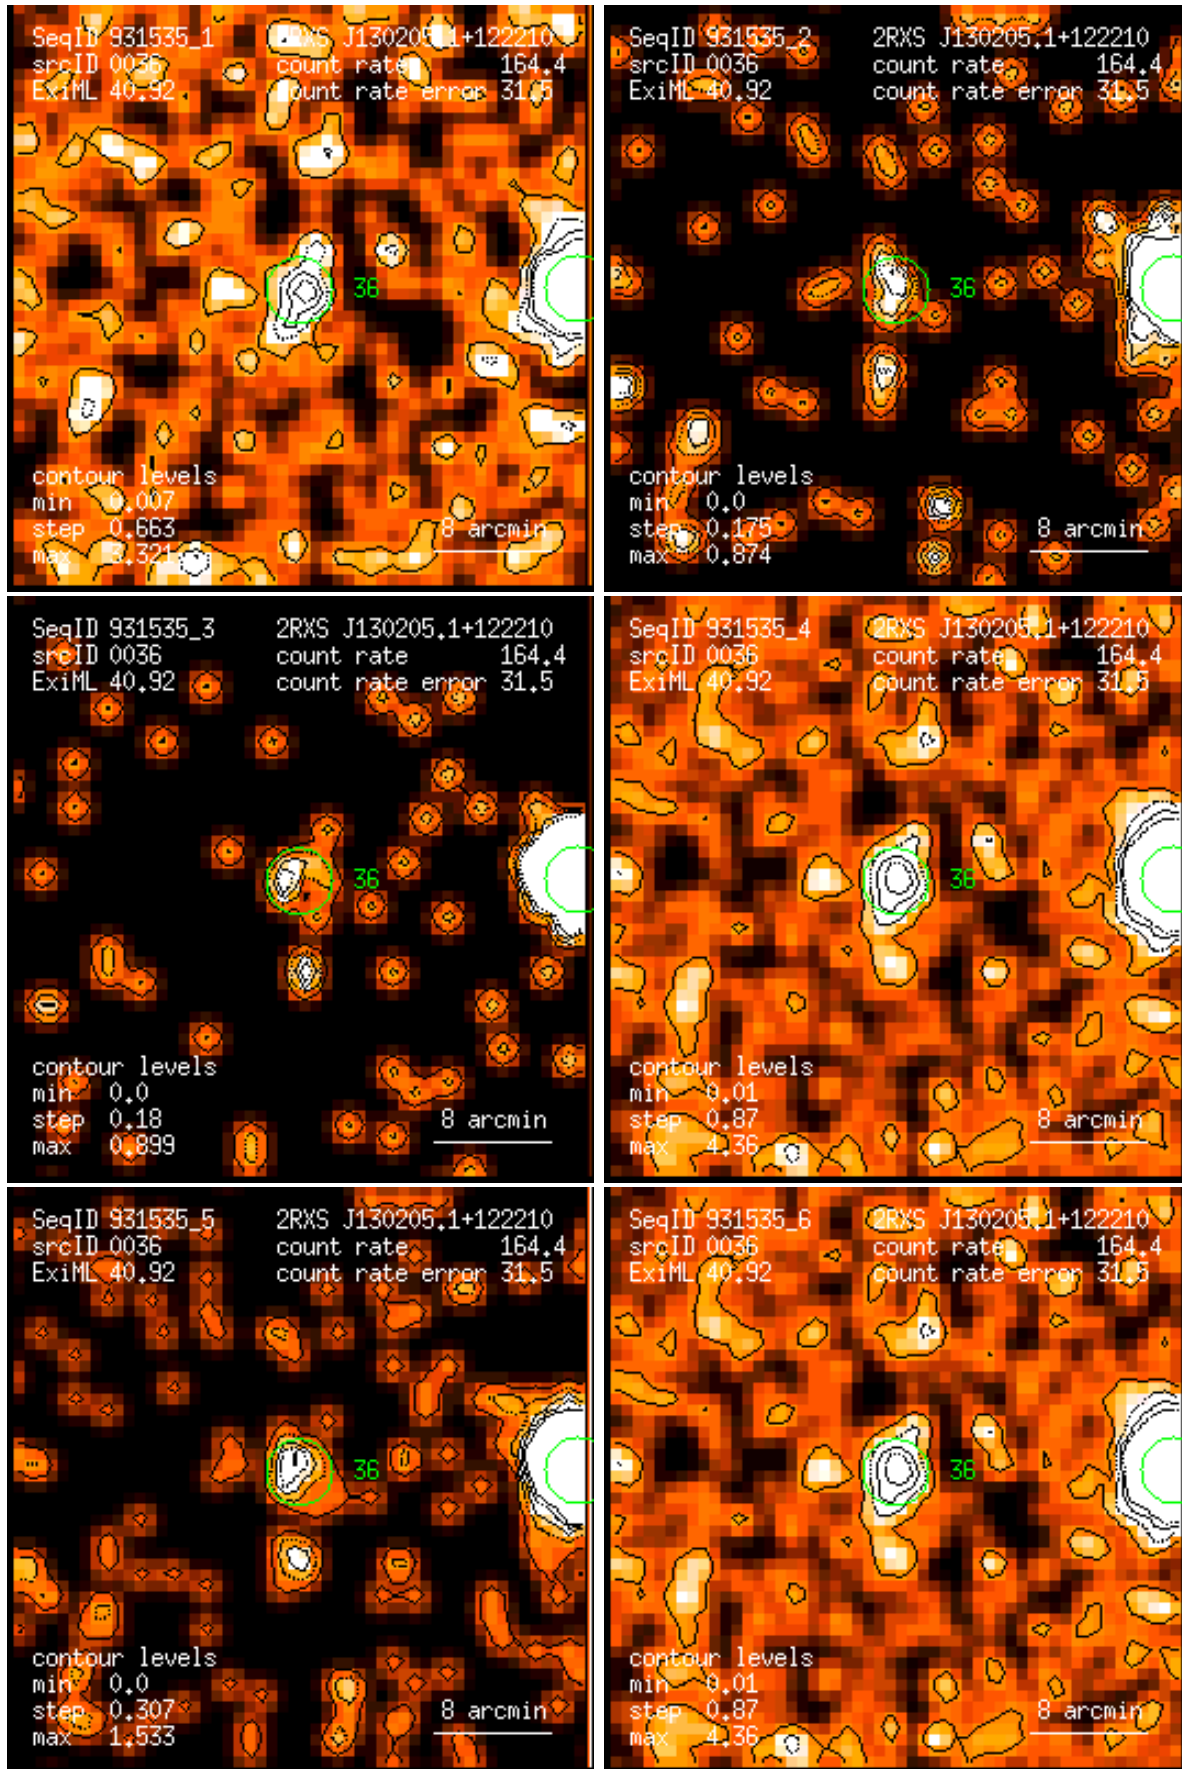 SeqID 931535_1 2RXS J130205.1+122210
srcID 0036 count rate 164.4
ExiML 40.92 count rate error 31.5
36
contour levels
min 0.007
step 0.663
max 3.321
8 arcmin
SeqID 931535_2 2RXS J130205.1+122210
srcID 0036 count rate 164.4
ExiML 40.92 count rate error 31.5
36
contour levels
min 0.0
step 0.175
max 0.874
8 arcmin
SeqID 931535_3 2RXS J130205.1+122210
srcID 0036 count rate 164.4
ExiML 40.92 count rate error 31.5
36
contour levels
min 0.0
step 0.18
max 0.899
8 arcmin
SeqID 931535_4 2RXS J130205.1+122210
srcID 0036 count rate 164.4
ExiML 40.92 count rate error 31.5
36
contour levels
min 0.01
step 0.87
max 4.36
8 arcmin
SeqID 931535_5 2RXS J130205.1+122210
srcID 0036 count rate 164.4
ExiML 40.92 count rate error 31.5
36
contour levels
min 0.0
step 0.307
max 1.533
8 arcmin
SeqID 931535_6 2RXS J130205.1+122210
srcID 0036 count rate 164.4
ExiML 40.92 count rate error 31.5
36
contour levels
min 0.01
step 0.87
max 4.36
8 arcmin